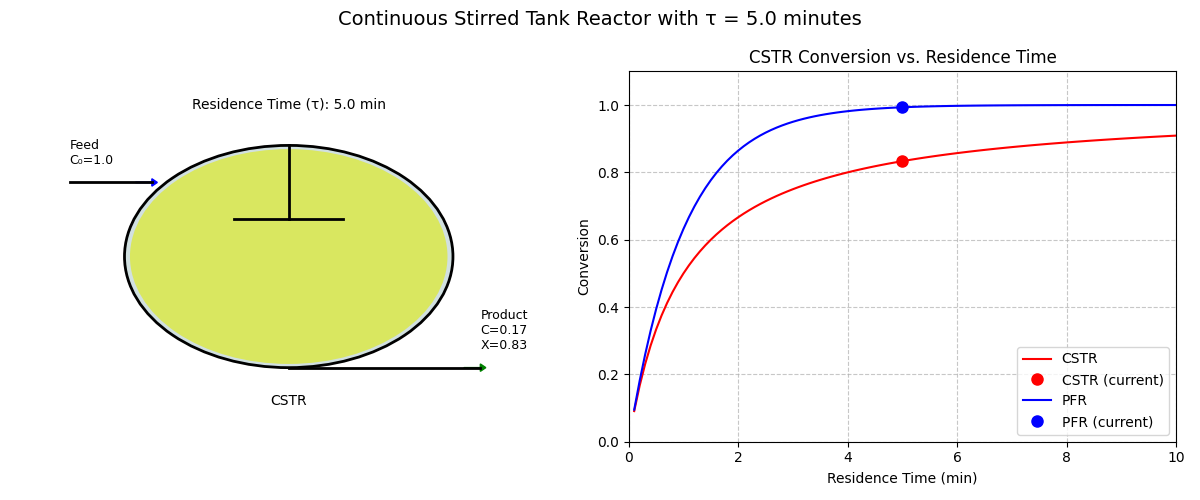 Continuous Stirred Tank Reactor with τ = 5.0 minutes
Residence Time (τ): 5.0 min
Feed
C₀=1.0
Product
C=0.17
X=0.83
CSTR
CSTR Conversion vs. Residence Time
Conversion
1.0
0.8
0.6
0.4
0.2
0.0
0
2
4
6
8
10
Residence Time (min)
CSTR
CSTR (current)
PFR
PFR (current)